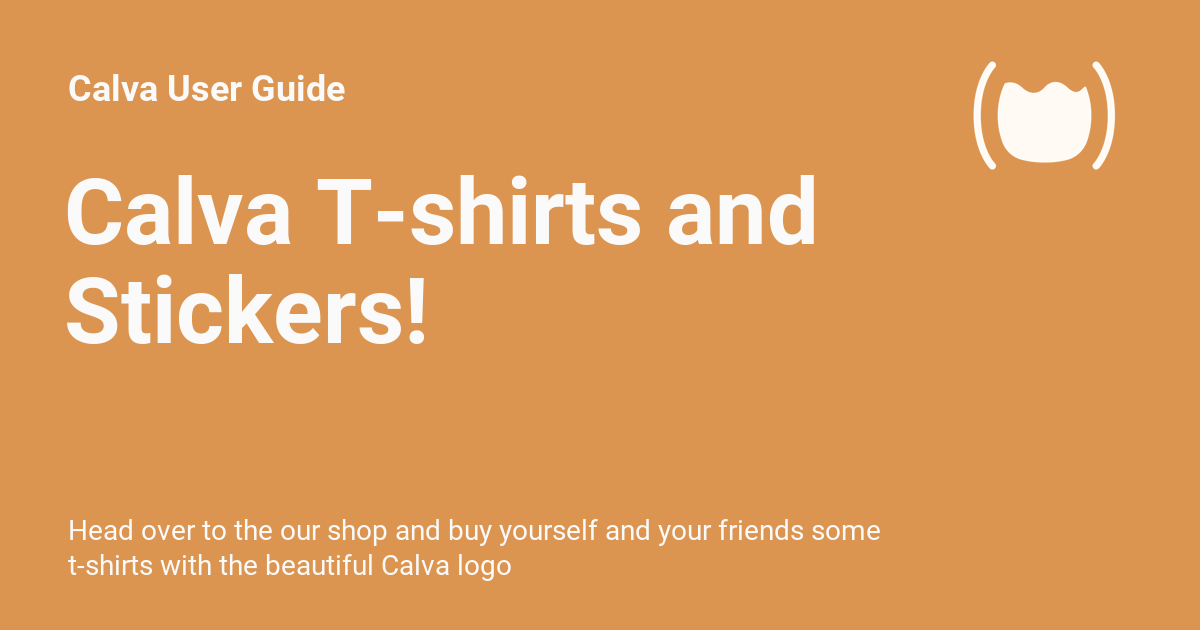 Calva User Guide
Calva T-shirts and
Stickers!
Head over to the our shop and buy yourself and your friends some
t-shirts with the beautiful Calva logo